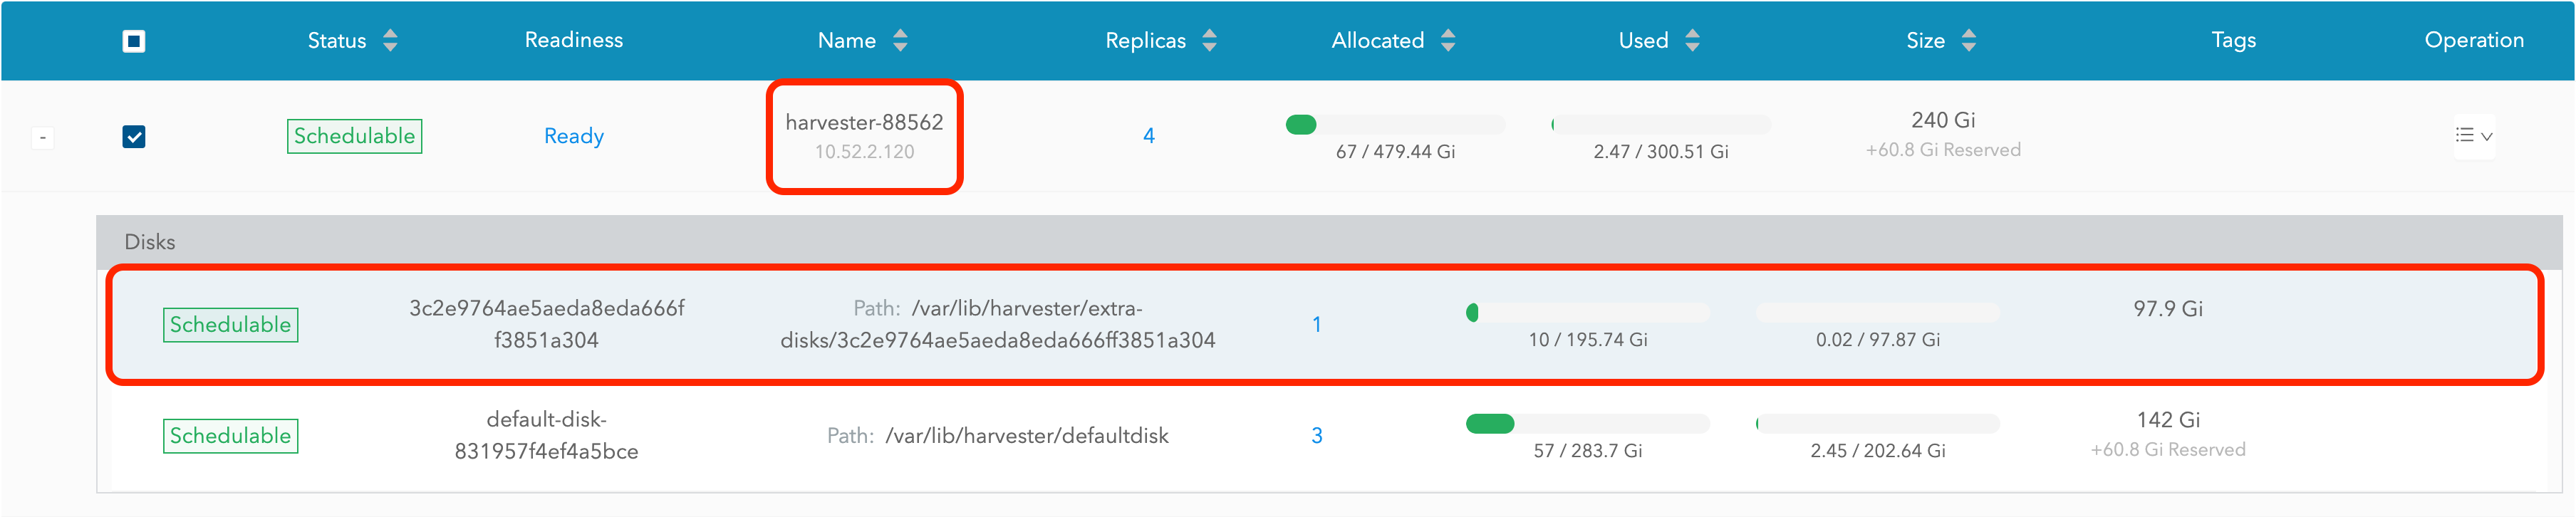 Status Readiness Name Replicas Allocated Used Size Tags Operation
- Schedulable Ready harvester-88562 4 240 Gi
10.52.2.120 67 / 479.44 Gi 2.47 / 300.51 Gi +60.8 Gi Reserved
Disks
Schedulable 3c2e9764ae5aeda8eda666f Path: /var/lib/harvester/extra- 1 97.9 Gi
f3851a304 disks/3c2e9764ae5aeda8eda666ff3851a304 10 / 195.74 Gi 0.02 / 97.87 Gi
Schedulable default-disk- Path: /var/lib/harvester/defaultdisk 3 142 Gi
831957f4ef4a5bce 57 / 283.7 Gi 2.45 / 202.64 Gi +60.8 Gi Reserved